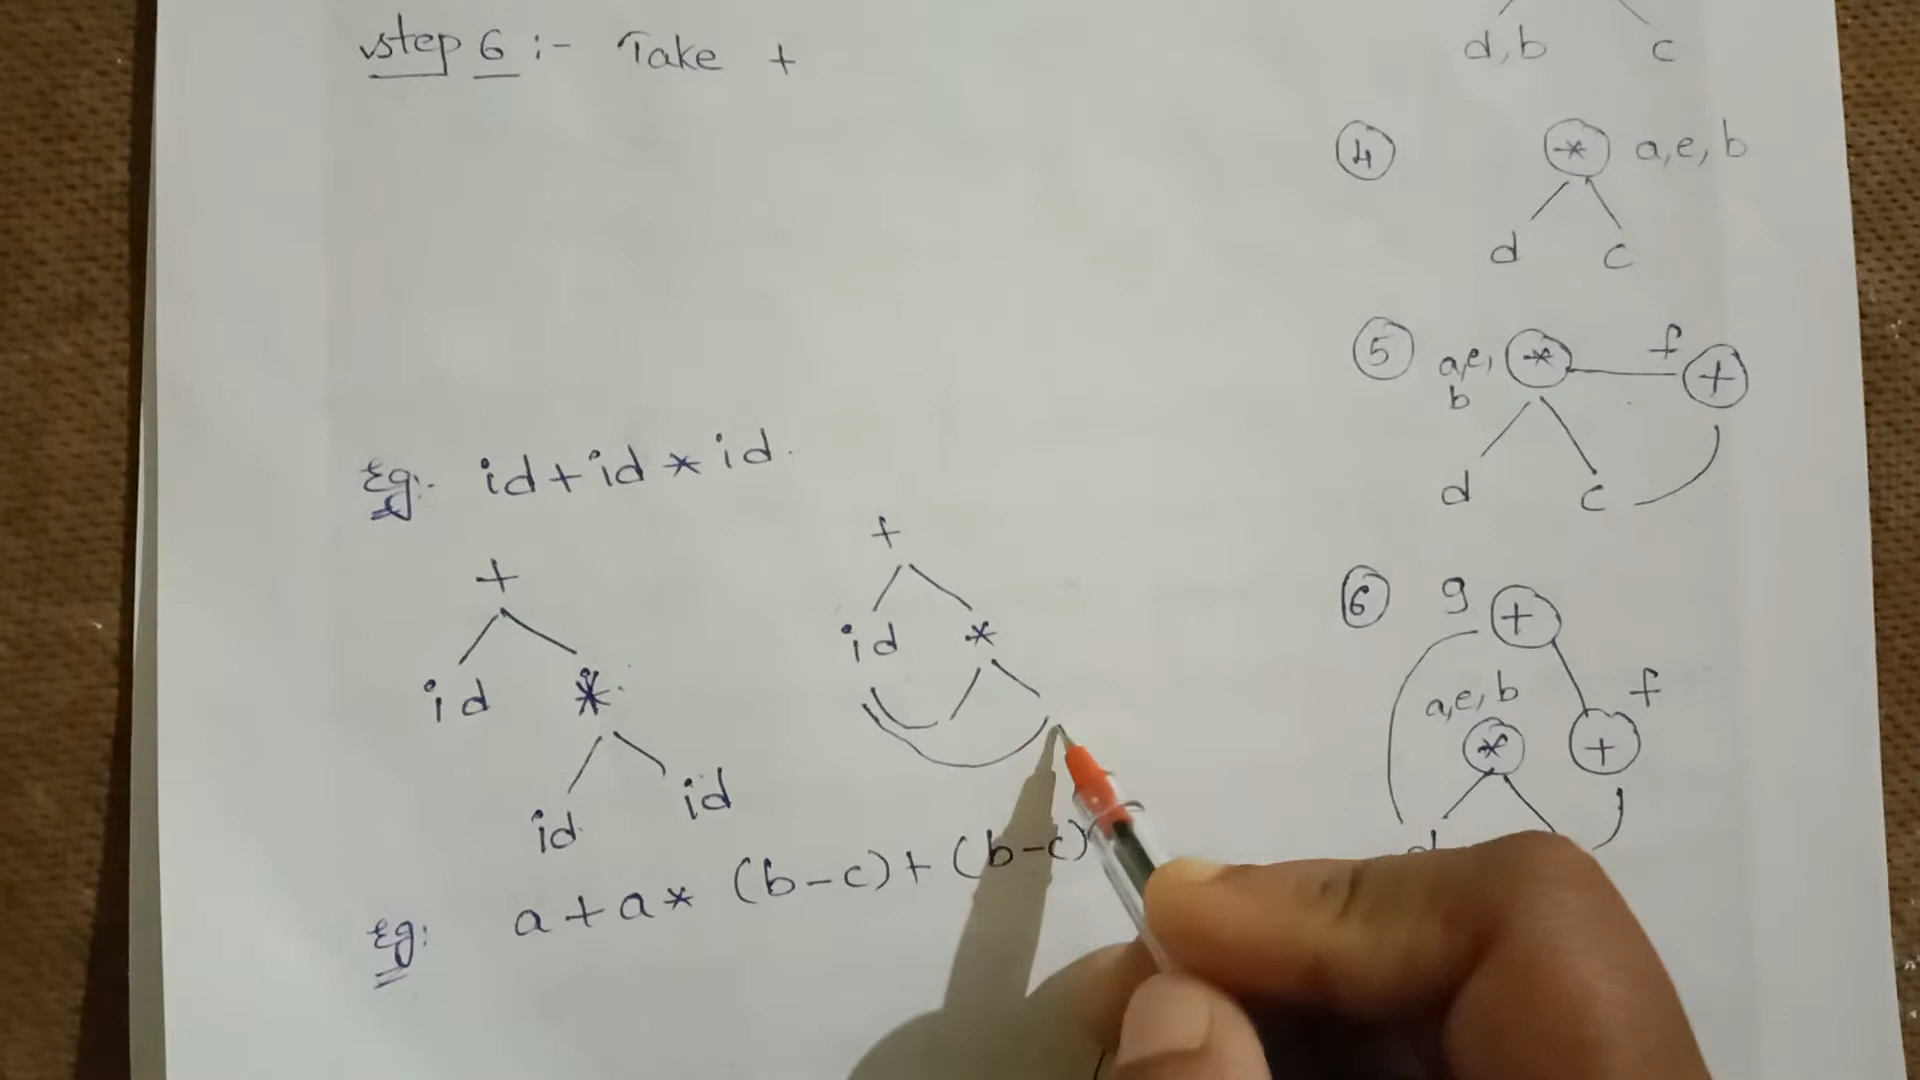 step 6 :- Take +
Eg:- id + id * id.
+
id *
id id
+
id *
Eg: a + a * (b - c) + (b - c)
d, b c
4 * a, e, b
d c
5 a, e, * f +
b
d c
6 g +
a, e, b f
* +
d